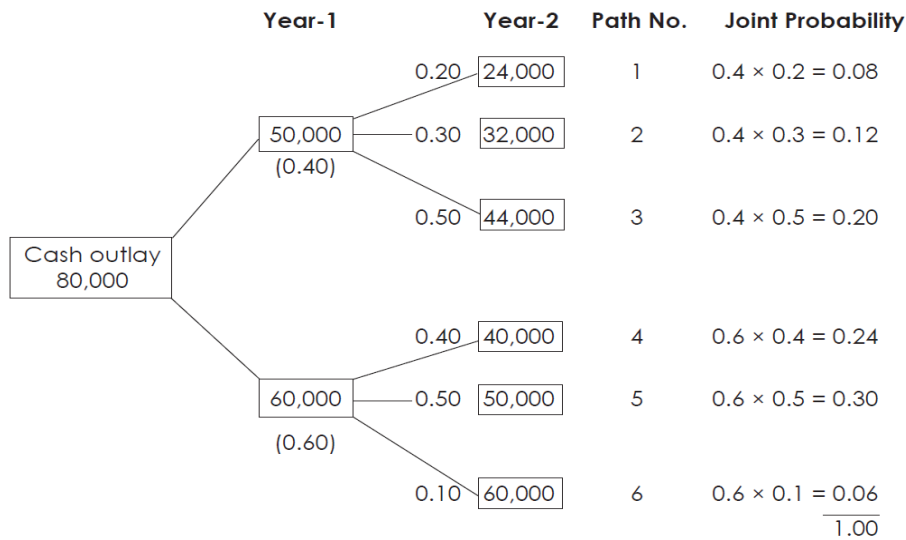 Year-1 Year-2 Path No. Joint Probability
0.20 24,000 1 0.4 × 0.2 = 0.08
50,000 0.30 32,000 2 0.4 × 0.3 = 0.12
(0.40)
0.50 44,000 3 0.4 × 0.5 = 0.20
Cash outlay
80,000
0.40 40,000 4 0.6 × 0.4 = 0.24
60,000 0.50 50,000 5 0.6 × 0.5 = 0.30
(0.60)
0.10 60,000 6 0.6 × 0.1 = 0.06
1.00